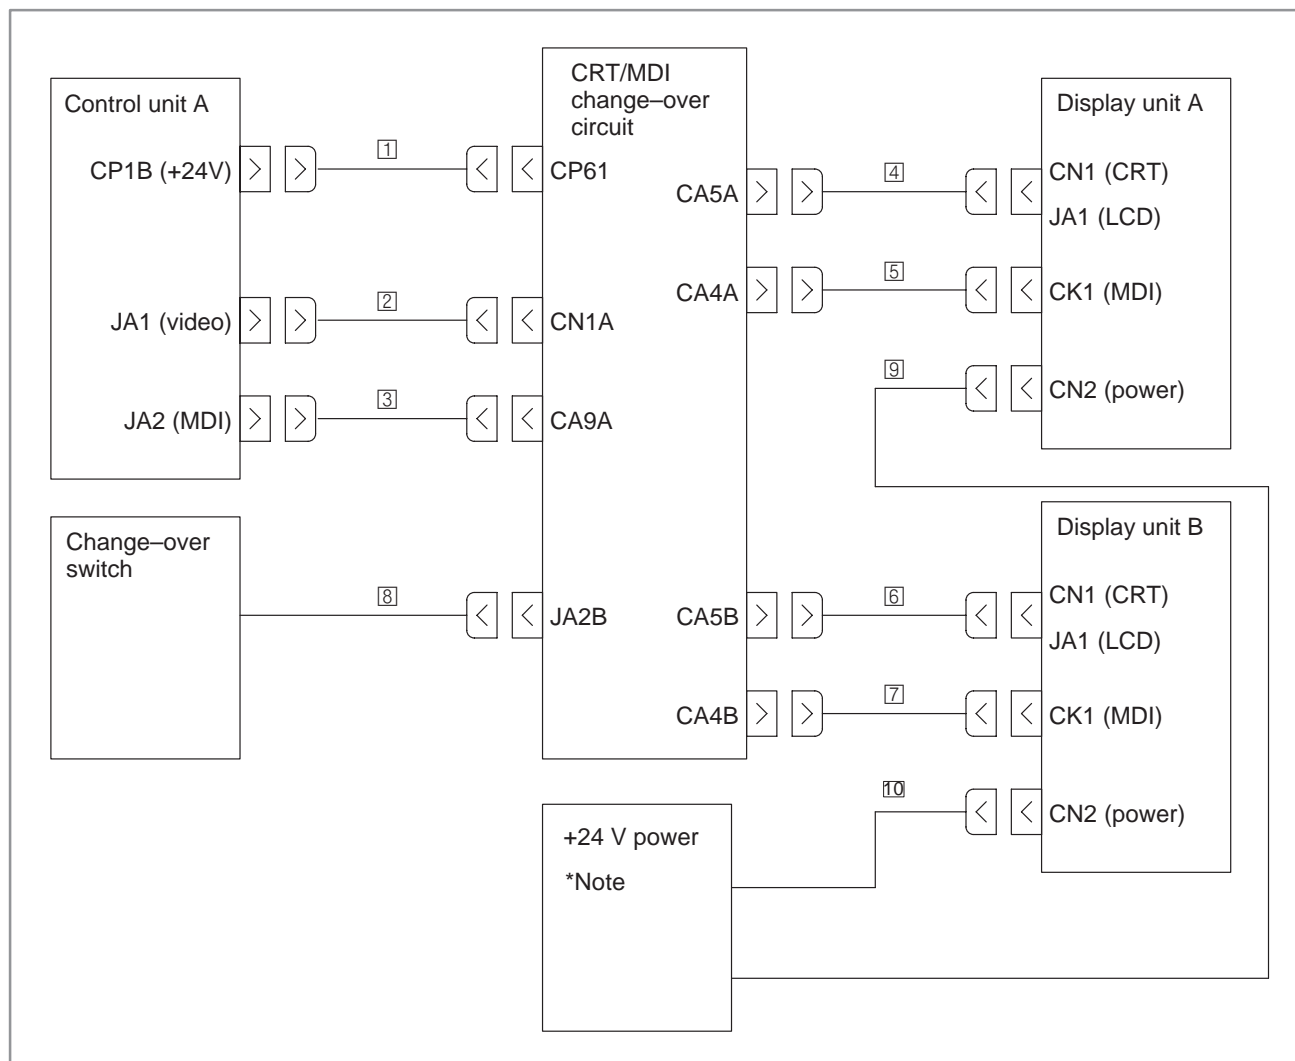 Control unit A
CP1B (+24V)
JA1 (video)
JA2 (MDI)
Change–over
switch
1
2
3
8
CRT/MDI
change–over
circuit
CP61
CN1A
CA9A
JA2B
CA5A
CA4A
CA5B
CA4B
+24 V power
*Note
4
5
9
6
7
10
Display unit A
CN1 (CRT)
JA1 (LCD)
CK1 (MDI)
CN2 (power)
Display unit B
CN1 (CRT)
JA1 (LCD)
CK1 (MDI)
CN2 (power)